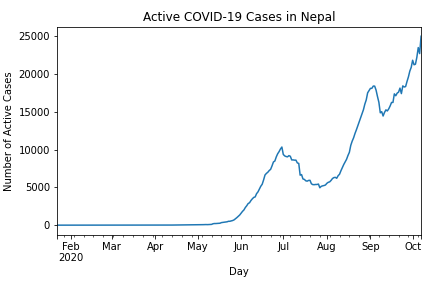 Active COVID-19 Cases in Nepal
Number of Active Cases
25000
20000
15000
10000
5000
0
Feb Mar Apr May Jun Jul Aug Sep Oct
2020
Day